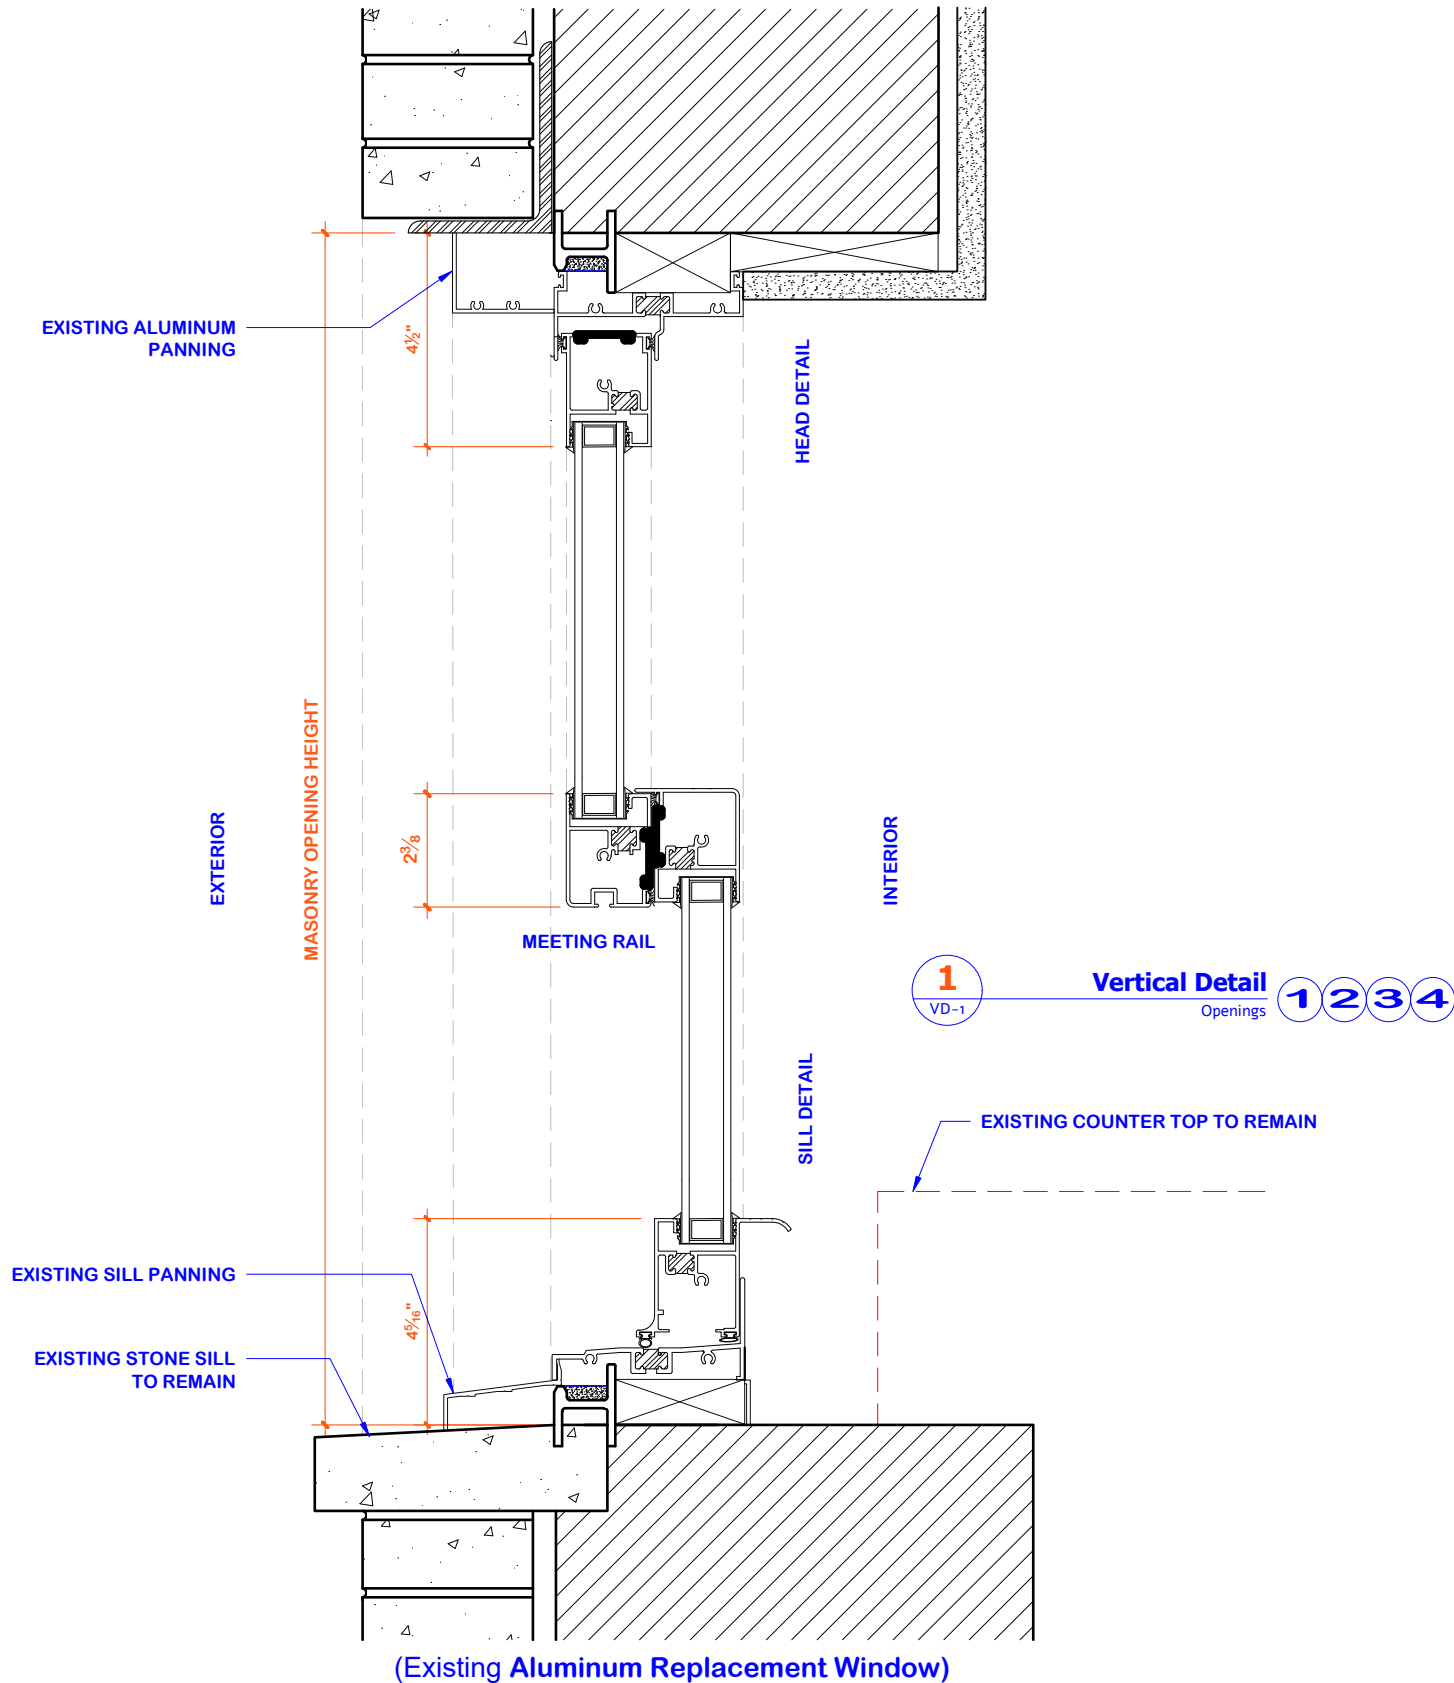 EXISTING ALUMINUM
PANNING
4½"
HEAD DETAIL
MASONRY OPENING HEIGHT
EXTERIOR
2⅜
INTERIOR
MEETING RAIL
1
VD-1
Vertical Detail
Openings
1 2 3 4
SILL DETAIL
EXISTING COUNTER TOP TO REMAIN
EXISTING SILL PANNING
4 5/16"
EXISTING STONE SILL
TO REMAIN
(Existing Aluminum Replacement Window)